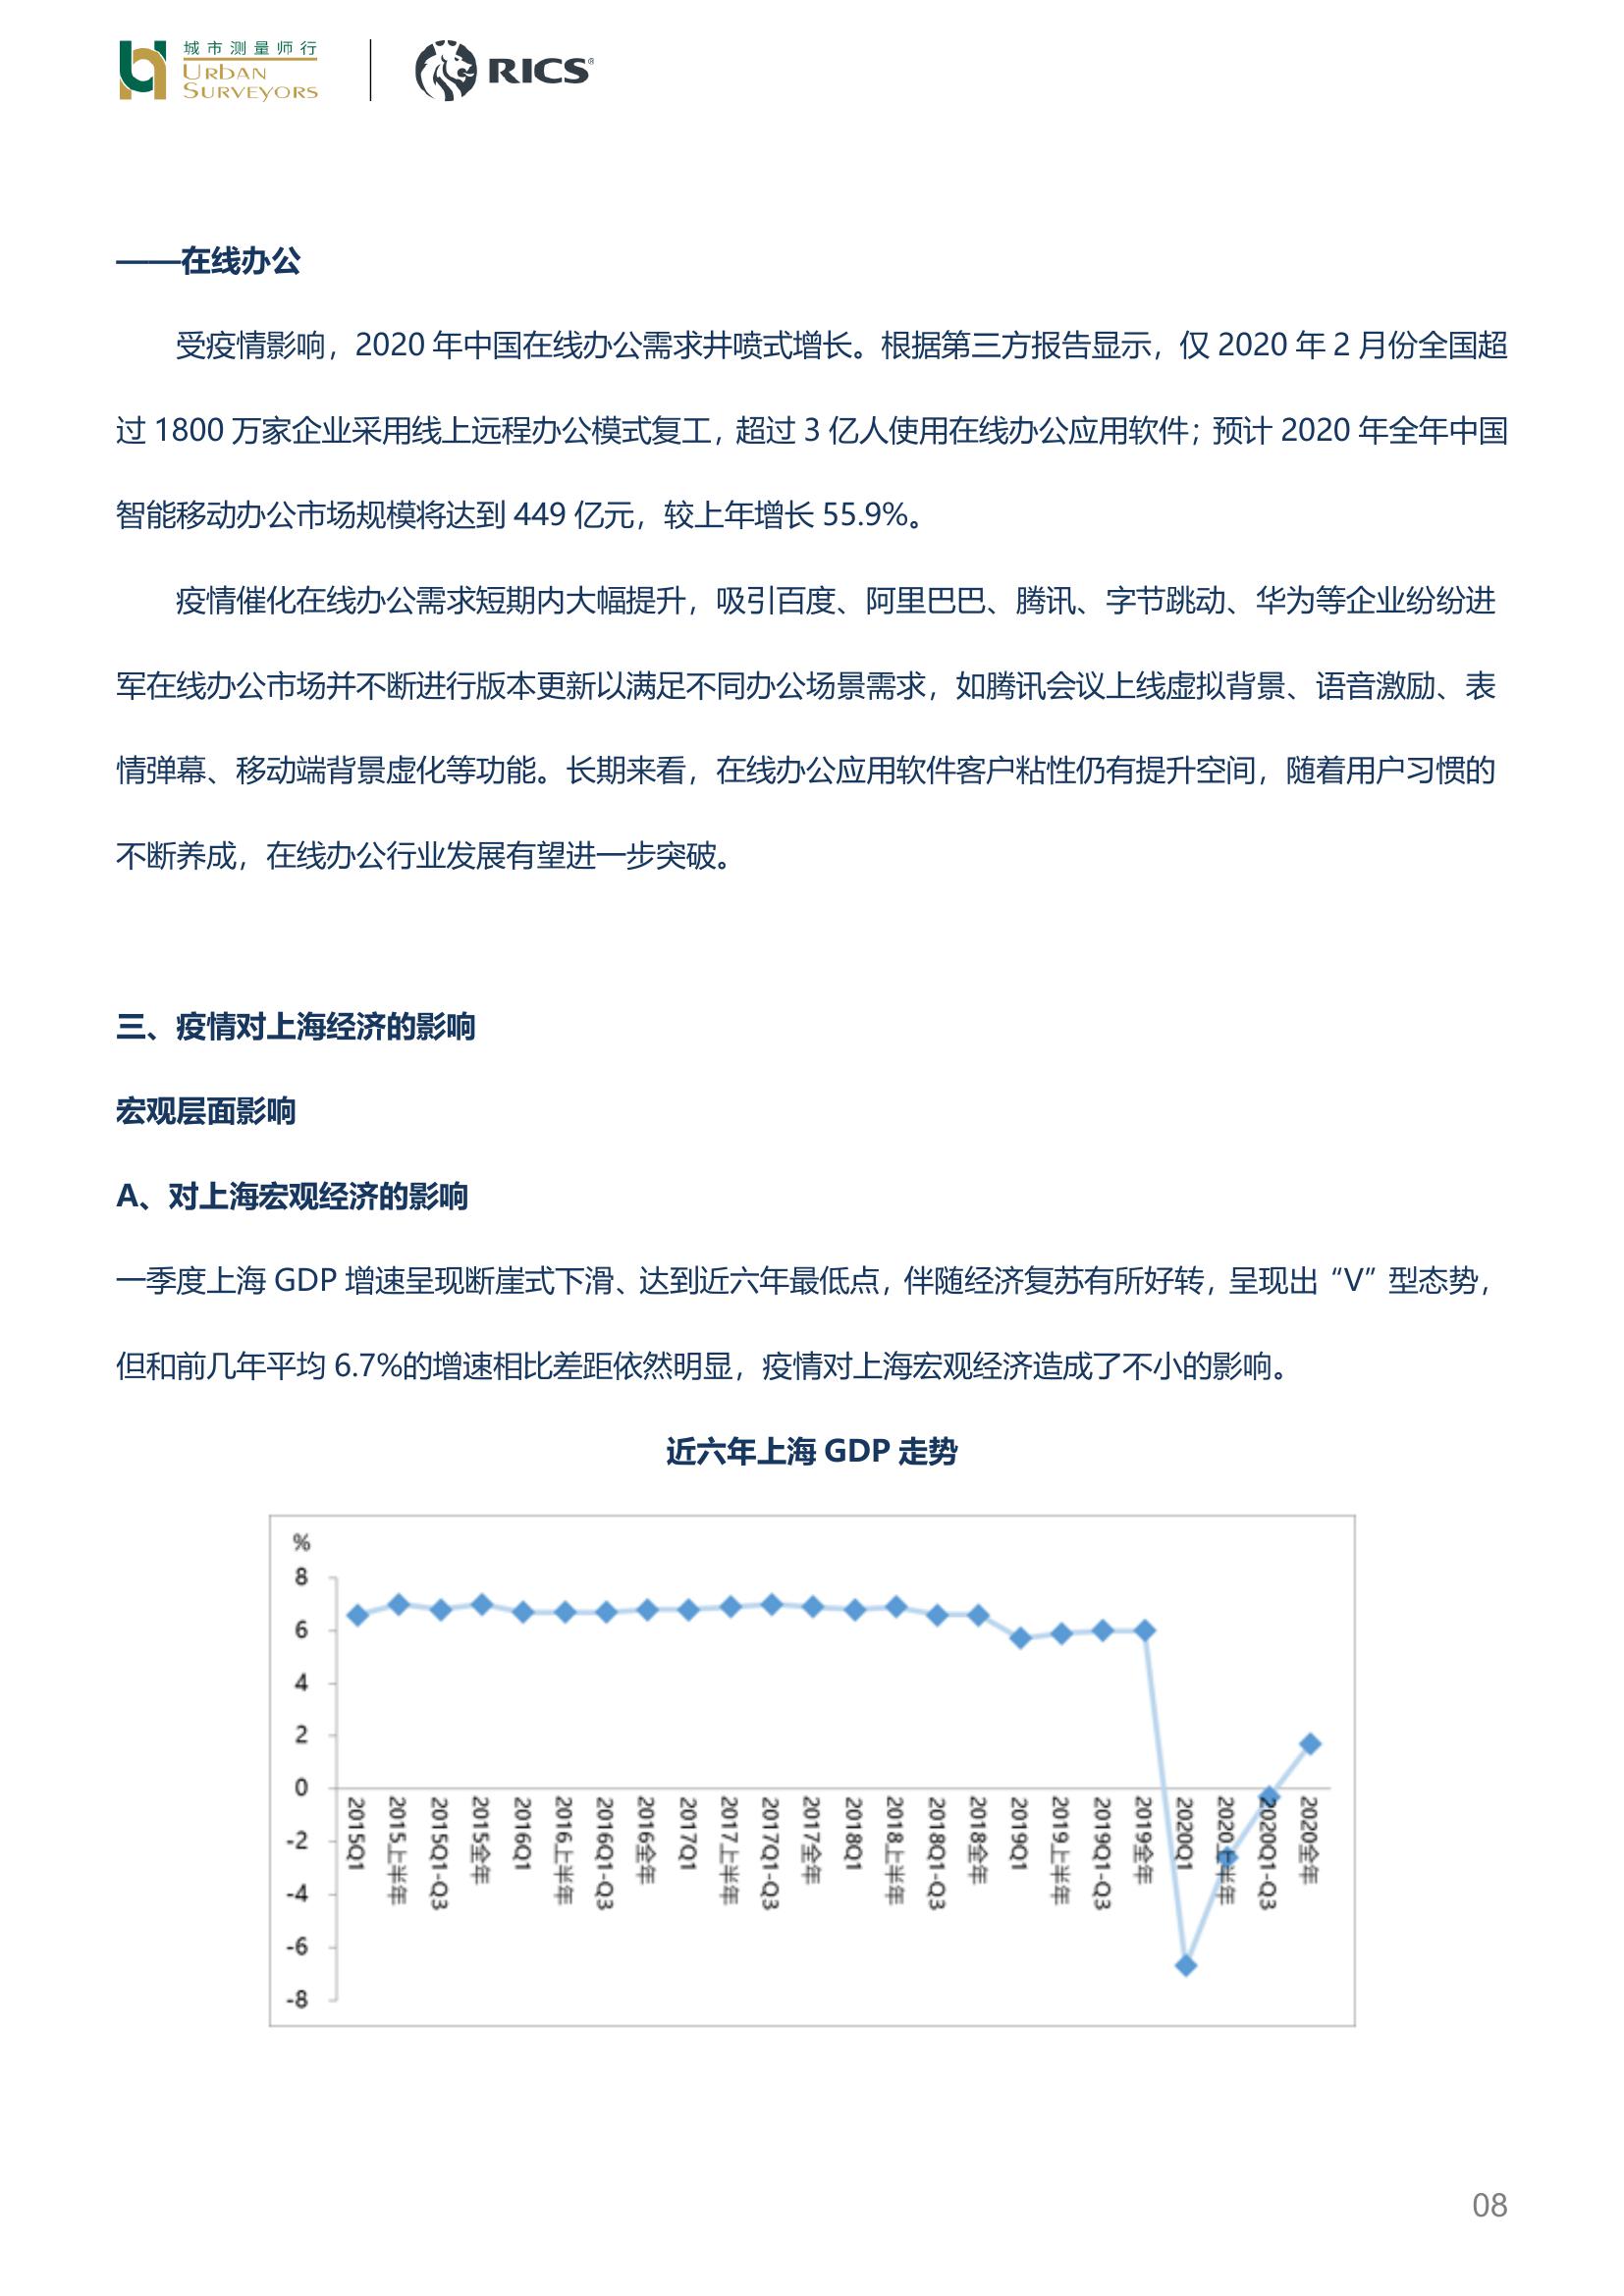 城市测量师行
URBAN
SURVEYORS
RICS®
——在线办公
受疫情影响，2020 年中国在线办公需求井喷式增长。根据第三方报告显示，仅 2020 年 2 月份全国超
过 1800 万家企业采用线上远程办公模式复工，超过 3 亿人使用在线办公应用软件；预计 2020 年全年中国
智能移动办公市场规模将达到 449 亿元，较上年增长 55.9%。
疫情催化在线办公需求短期内大幅提升，吸引百度、阿里巴巴、腾讯、字节跳动、华为等企业纷纷进
军在线办公市场并不断进行版本更新以满足不同办公场景需求，如腾讯会议上线虚拟背景、语音激励、表
情弹幕、移动端背景虚化等功能。长期来看，在线办公应用软件客户粘性仍有提升空间，随着用户习惯的
不断养成，在线办公行业发展有望进一步突破。
三、疫情对上海经济的影响
宏观层面影响
A、对上海宏观经济的影响
一季度上海 GDP 增速呈现断崖式下滑、达到近六年最低点，伴随经济复苏有所好转，呈现出“V”型态势，
但和前几年平均 6.7%的增速相比差距依然明显，疫情对上海宏观经济造成了不小的影响。
近六年上海 GDP 走势
%
8
6
4
2
0
-2
-4
-6
-8
2015Q1
2015上半年
2015Q1-Q3
2015全年
2016Q1
2016上半年
2016Q1-Q3
2016全年
2017Q1
2017上半年
2017Q1-Q3
2017全年
2018Q1
2018上半年
2018Q1-Q3
2018全年
2019Q1
2019上半年
2019Q1-Q3
2019全年
2020Q1
2020上半年
2020Q1-Q3
2020全年
08